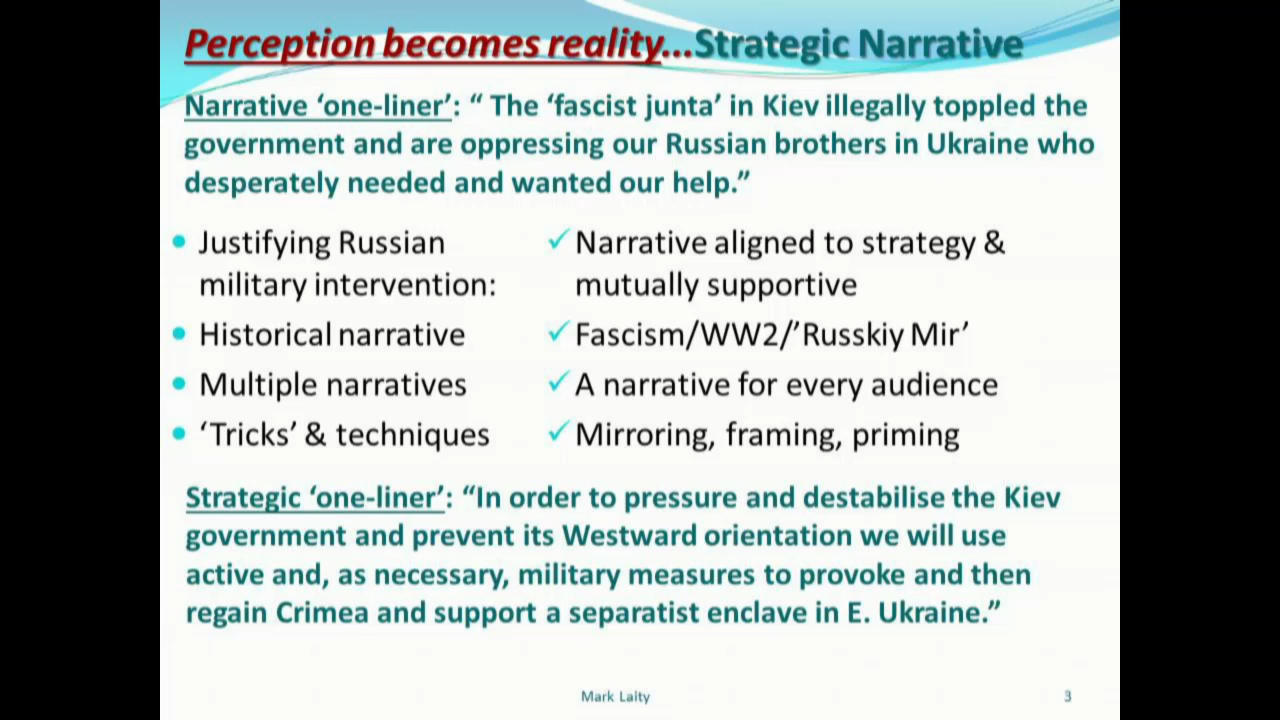 Perception becomes reality...Strategic Narrative
Narrative ‘one-liner’: “ The ‘fascist junta’ in Kiev illegally toppled the
government and are oppressing our Russian brothers in Ukraine who
desperately needed and wanted our help.”
• Justifying Russian
military intervention:
✓ Narrative aligned to strategy &
mutually supportive
• Historical narrative
✓ Fascism/WW2/’Russkiy Mir’
• Multiple narratives
✓ A narrative for every audience
• ‘Tricks’ & techniques
✓ Mirroring, framing, priming
Strategic ‘one-liner’: “In order to pressure and destabilise the Kiev
government and prevent its Westward orientation we will use
active and, as necessary, military measures to provoke and then
regain Crimea and support a separatist enclave in E. Ukraine.”
Mark Laity
3